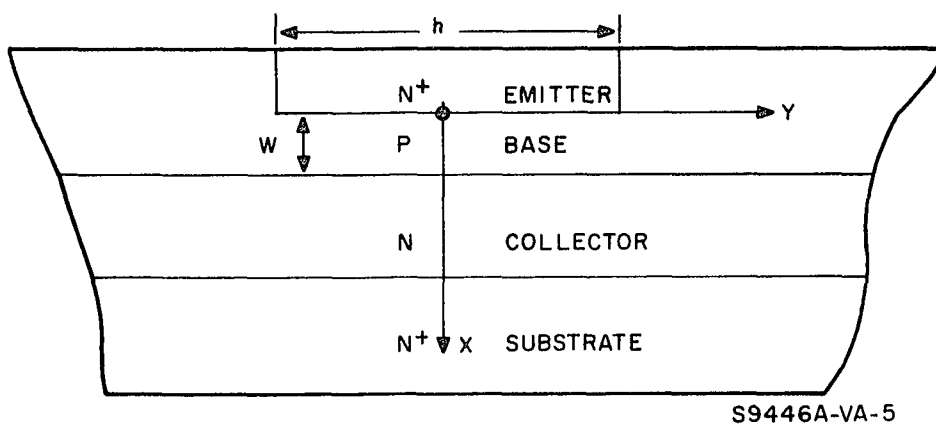 h
N+ EMITTER
Y
W P BASE
N COLLECTOR
N+ X SUBSTRATE
S9446A-VA-5